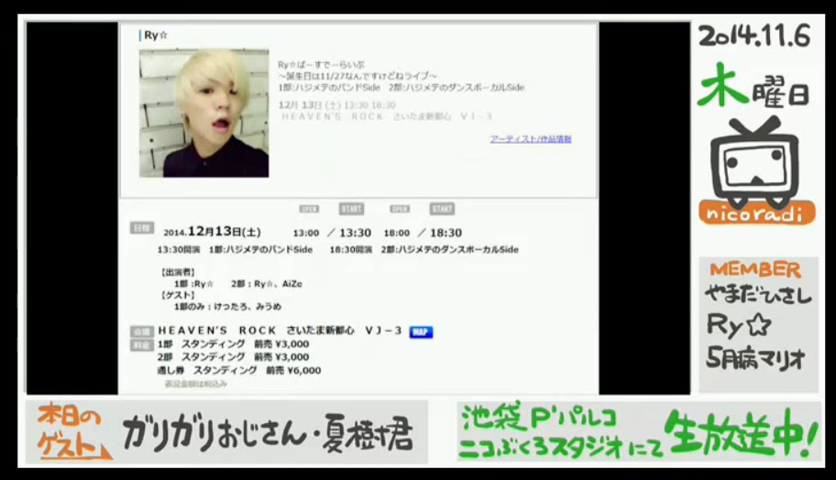 Ry☆
Ry☆ばーすでーらいぶ
～誕生日は11/27なんですけどねライブ～
1部:ハジメテのバンドSide 2部:ハジメテのダンスボーカルSide
12月 13日 (土) 13:30 18:30
ＨＥＡＶＥＮ'Ｓ ＲＯＣＫ さいたま新都心 ＶＪ－３
アーティスト/作品情報
OPEN START OPEN START
日程 2014.12月13日(土) 13:00 ／ 13:30 18:00 ／ 18:30
13:30開演 1部:ハジメテのバンドSide 18:30開演 2部:ハジメテのダンスボーカルSide
【出演者】
1部 :Ry☆ 2部 : Ry☆、AiZe
【ゲスト】
1部のみ : けったろ、みうめ
会場 ＨＥＡＶＥＮ'Ｓ ＲＯＣＫ さいたま新都心 ＶＪ－３ MAP
料金 1部 スタンディング 前売 ¥3,000
2部 スタンディング 前売 ¥3,000
通し券 スタンディング 前売 ¥6,000
表記金額は税込み
2014.11.6
木曜日
nicoradi
MEMBER
やまだひさし
Ry☆
5月病マリオ
本日の
ゲスト
ガリガリおじさん・夏樹君
池袋P'パルコ
ニコぶくろスタジオにて
生放送中!